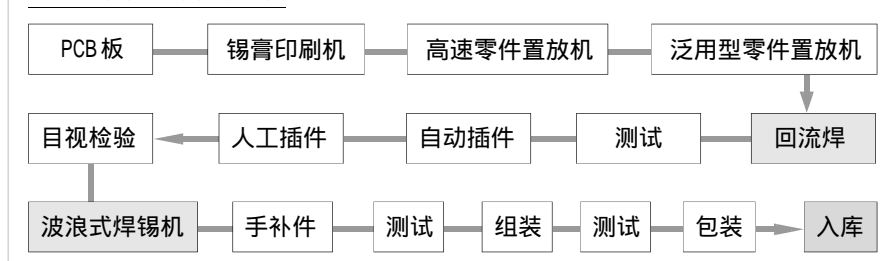 PCB板 锡膏印刷机 高速零件置放机 泛用型零件置放机
目视检验 人工插件 自动插件 测试 回流焊
波浪式焊锡机 手补件 测试 组装 测试 包装 入库